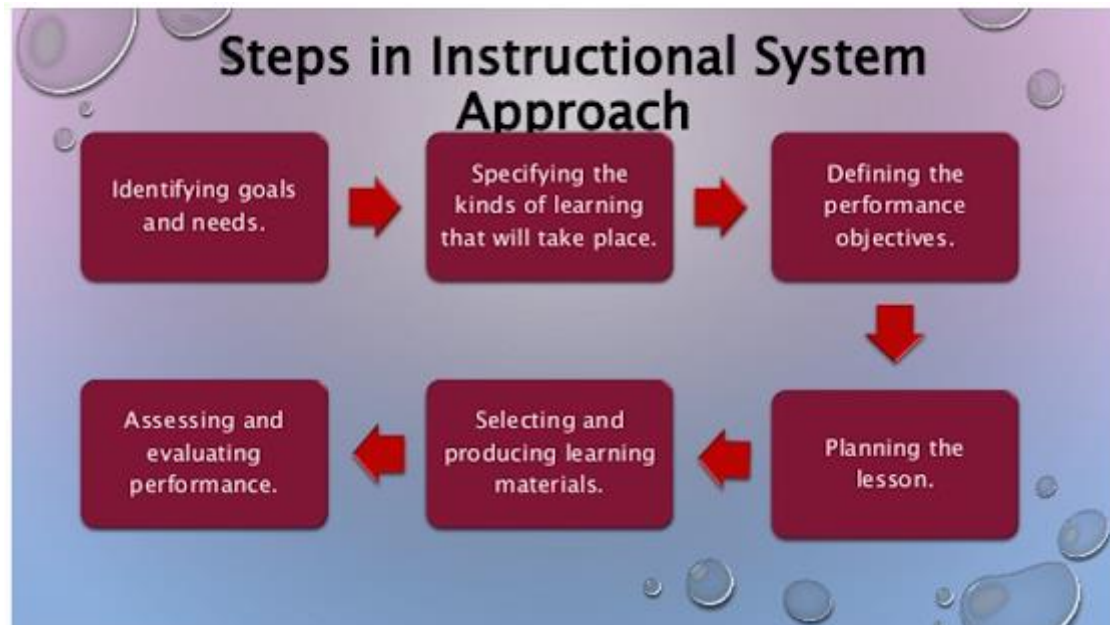 Steps in Instructional System
Approach
Identifying goals
and needs.
Specifying the
kinds of learning
that will take place.
Defining the
performance
objectives.
Planning the
lesson.
Selecting and
producing learning
materials.
Assessing and
evaluating
performance.